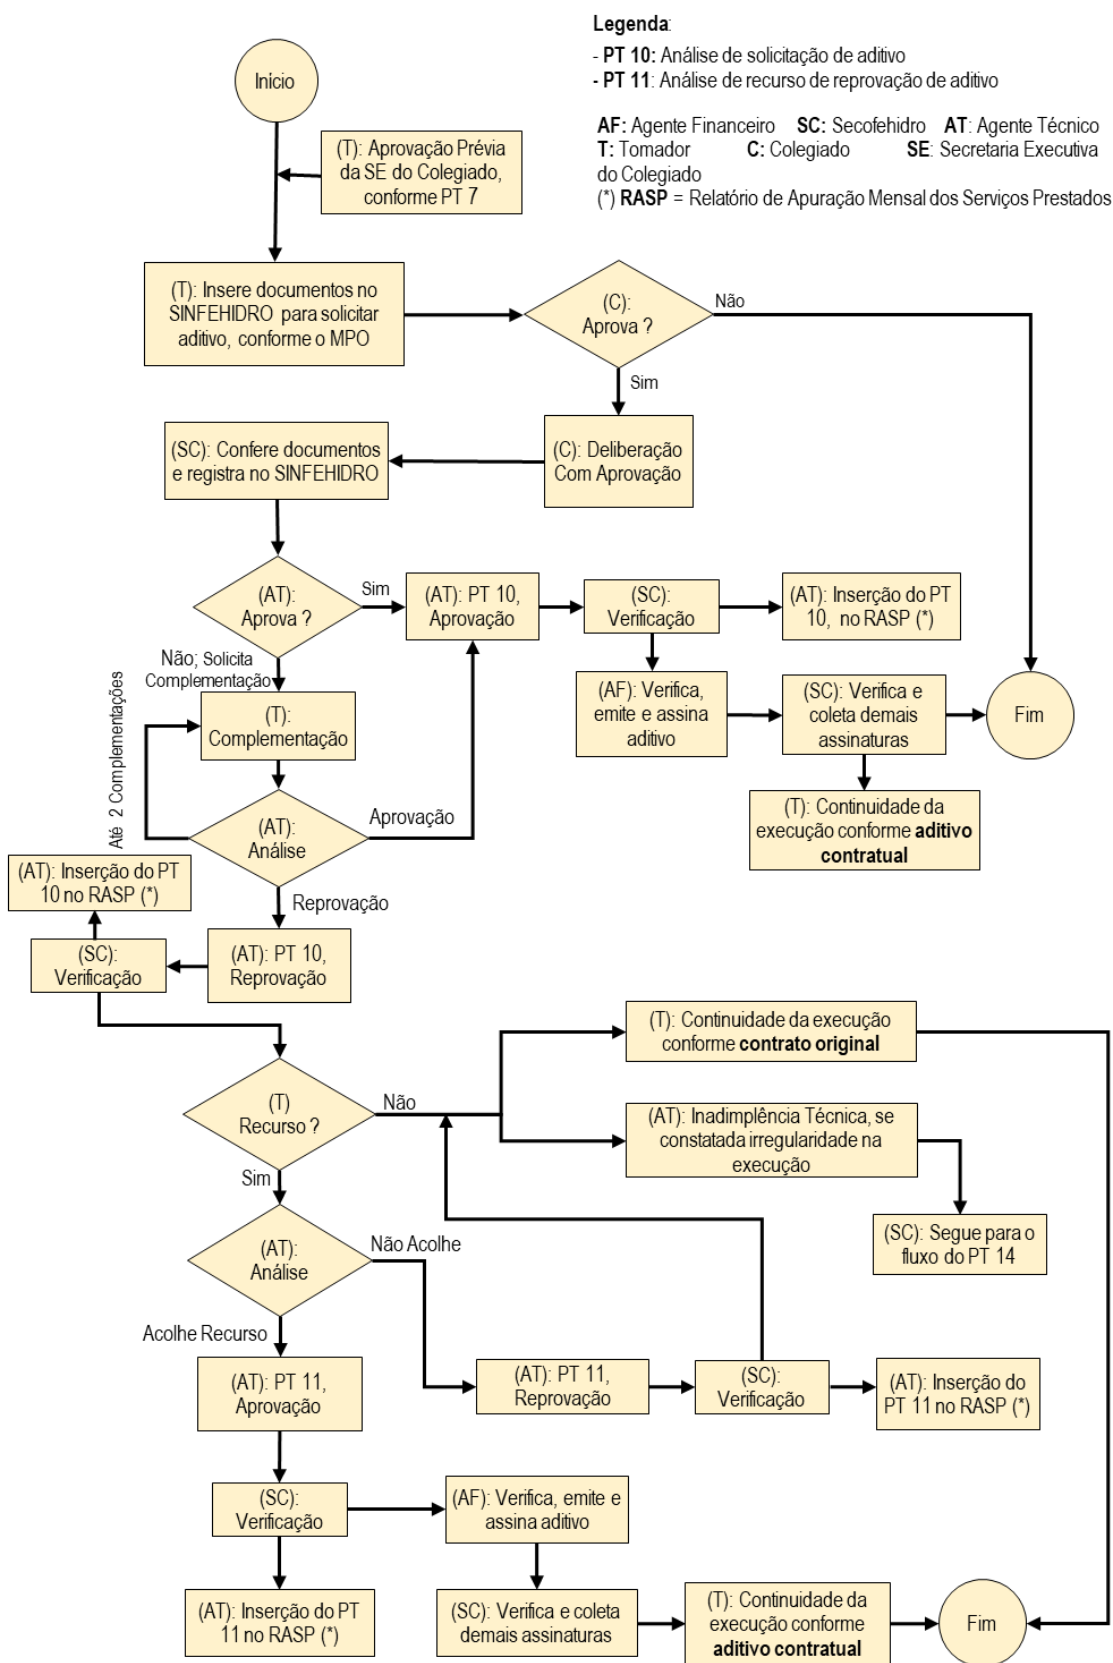 Legenda:
- PT 10: Análise de solicitação de aditivo
- PT 11: Análise de recurso de reprovação de aditivo
AF: Agente Financeiro SC: Secofehidro AT: Agente Técnico
T: Tomador C: Colegiado SE: Secretaria Executiva
do Colegiado
(*) RASP = Relatório de Apuração Mensal dos Serviços Prestados
Início
(T): Aprovação Prévia
da SE do Colegiado,
conforme PT 7
(T): Insere documentos no
SINFEHIDRO para solicitar
aditivo, conforme o MPO
(C):
Aprova ?
Não
Sim
(C): Deliberação
Com Aprovação
(SC): Confere documentos
e registra no SINFEHIDRO
(AT):
Aprova ?
Sim
(AT): PT 10,
Aprovação
(SC):
Verificação
(AT): Inserção do PT
10, no RASP (*)
Não; Solicita
Complementação
(T):
Complementação
Até 2 Complementações
(AF): Verifica,
emite e assina
aditivo
(SC): Verifica e
coleta demais
assinaturas
Fim
(T): Continuidade da
execução conforme aditivo
contratual
(AT):
Análise
Aprovação
Reprovação
(AT): Inserção do PT
10 no RASP (*)
(SC):
Verificação
(AT): PT 10,
Reprovação
(T)
Recurso ?
Não
Sim
(T): Continuidade da execução
conforme contrato original
(AT): Inadimplência Técnica, se
constatada irregularidade na
execução
(SC): Segue para o
fluxo do PT 14
(AT):
Análise
Não Acolhe
Acolhe Recurso
(AT): PT 11,
Aprovação
(AT): PT 11,
Reprovação
(SC):
Verificação
(AT): Inserção do
PT 11 no RASP (*)
(SC):
Verificação
(AF): Verifica, emite e
assina aditivo
(AT): Inserção do PT
11 no RASP (*)
(SC): Verifica e coleta
demais assinaturas
(T): Continuidade da
execução conforme
aditivo contratual
Fim